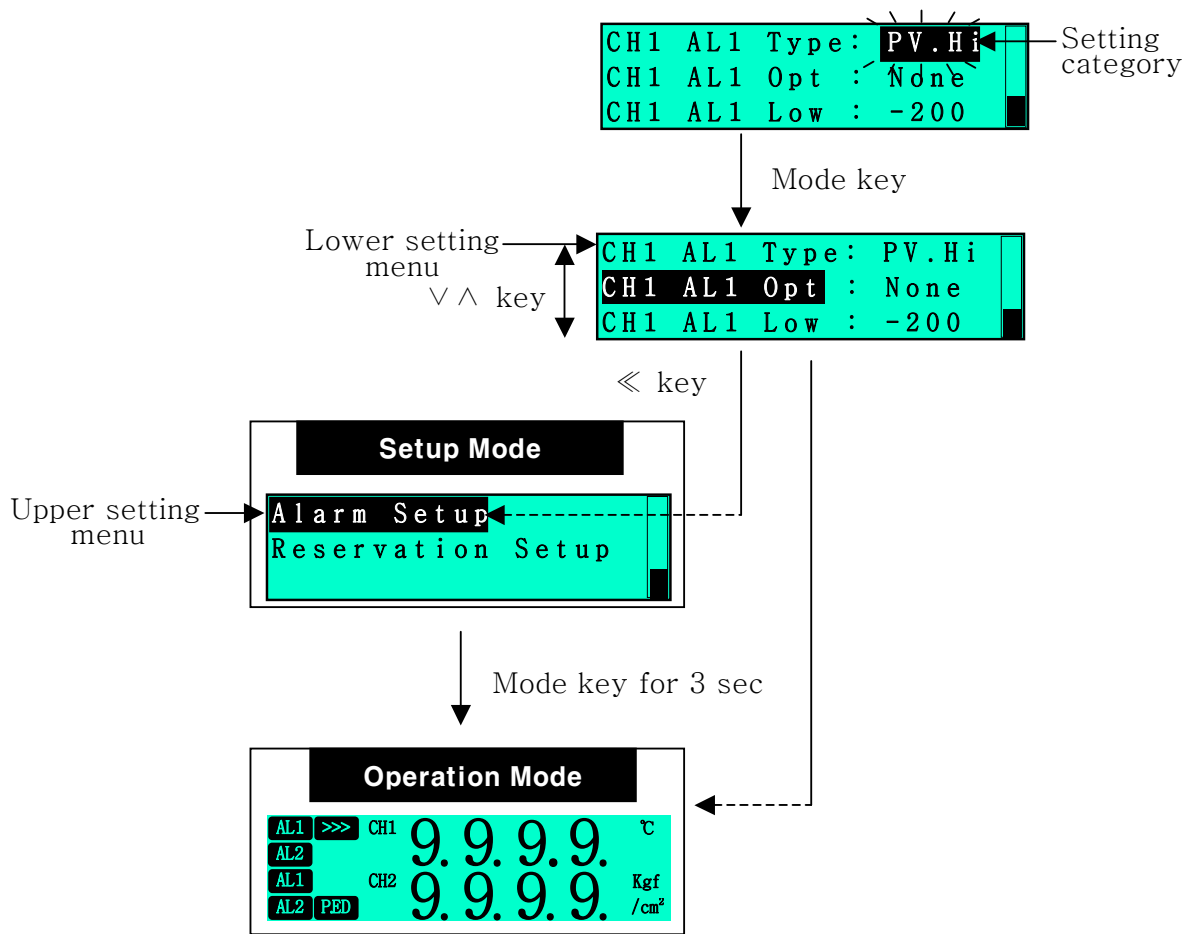 CH1 AL1 Type: PV.Hi
CH1 AL1 Opt : None
CH1 AL1 Low : -200
Setting
category
Mode key
Lower setting
menu
∨∧ key
CH1 AL1 Type: PV.Hi
CH1 AL1 Opt : None
CH1 AL1 Low : -200
≪ key
Setup Mode
Upper setting
menu
Alarm Setup
Reservation Setup
Mode key for 3 sec
Operation Mode
AL1 >>> CH1 9.9.9.9. ℃
AL2
AL1 CH2 9.9.9.9. Kgf
AL2 P.ED /cm²